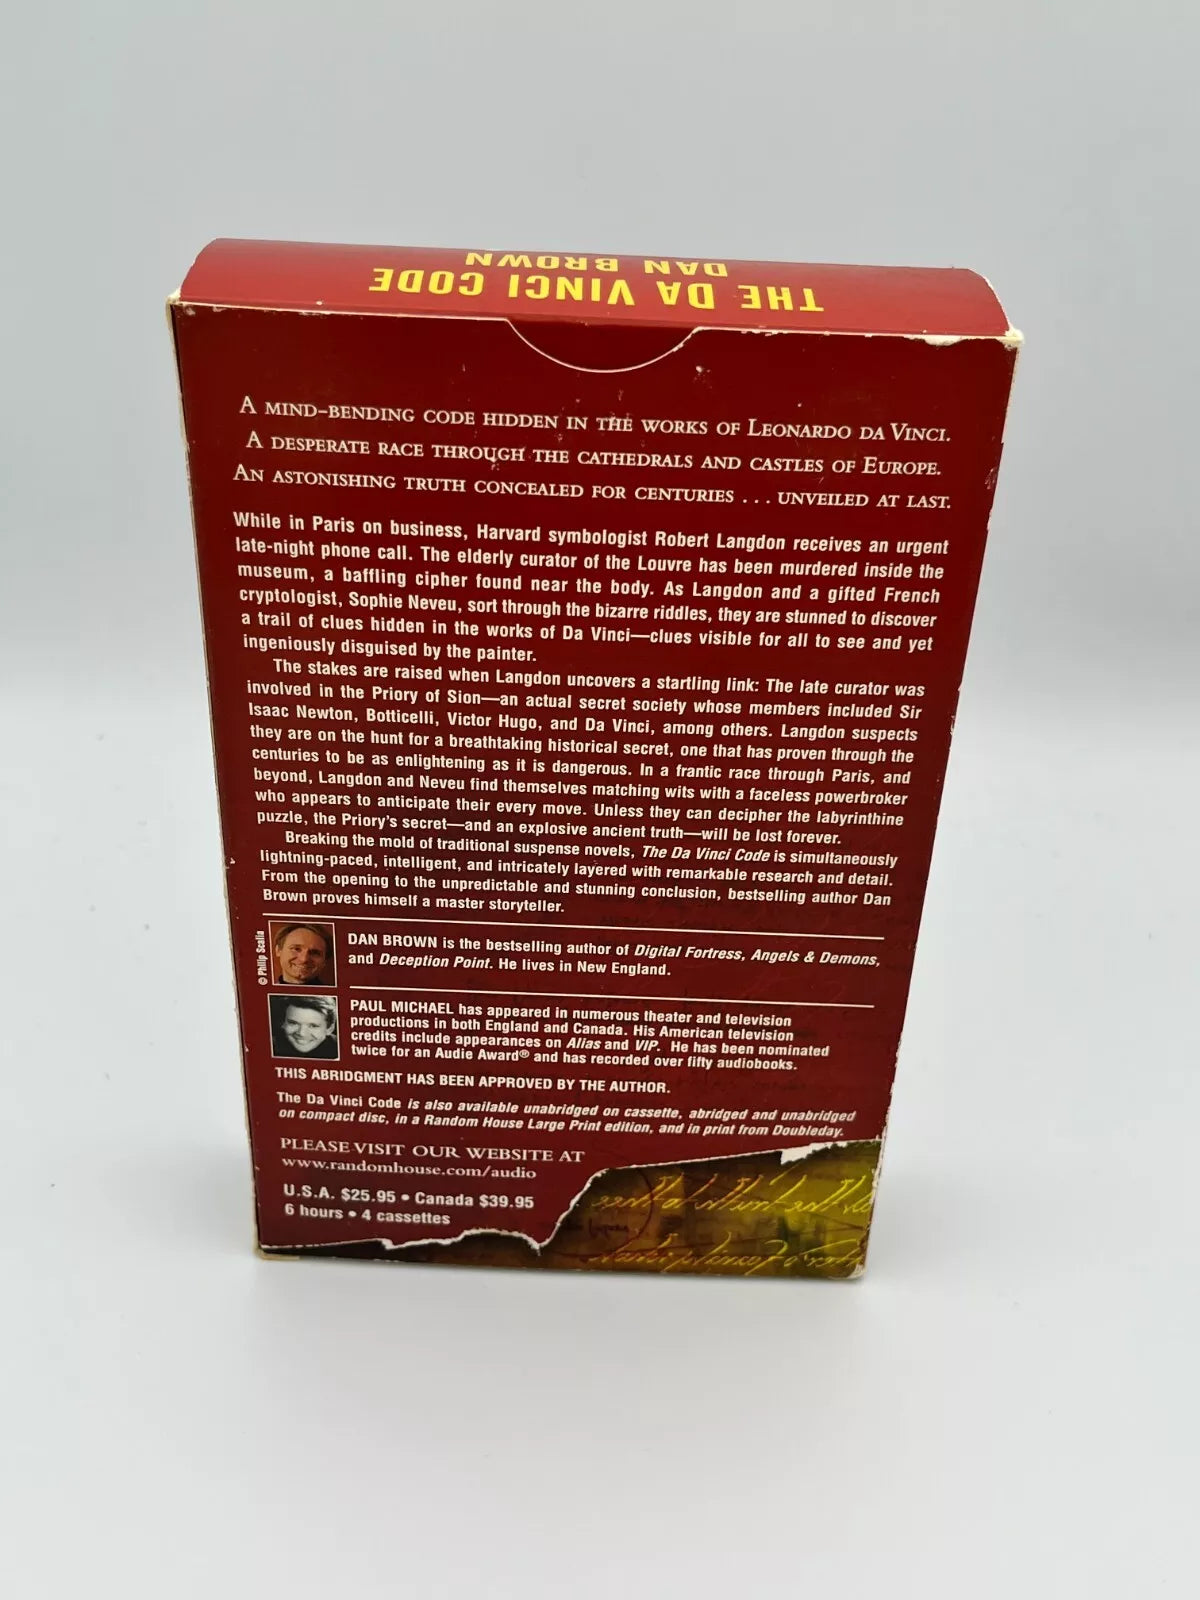 THE DA VINCI CODE
DAN BROWN
A MIND-BENDING CODE HIDDEN IN THE WORKS OF LEONARDO DA VINCI.
A DESPERATE RACE THROUGH THE CATHEDRALS AND CASTLES OF EUROPE.
AN ASTONISHING TRUTH CONCEALED FOR CENTURIES . . . UNVEILED AT LAST.
While in Paris on business, Harvard symbologist Robert Langdon receives an urgent
late-night phone call. The elderly curator of the Louvre has been murdered inside the
museum, a baffling cipher found near the body. As Langdon and a gifted French
cryptologist, Sophie Neveu, sort through the bizarre riddles, they are stunned to discover
a trail of clues hidden in the works of Da Vinci—clues visible for all to see and yet
ingeniously disguised by the painter.
The stakes are raised when Langdon uncovers a startling link: The late curator was
involved in the Priory of Sion—an actual secret society whose members included Sir
Isaac Newton, Botticelli, Victor Hugo, and Da Vinci, among others. Langdon suspects
they are on the hunt for a breathtaking historical secret, one that has proven through the
centuries to be as enlightening as it is dangerous. In a frantic race through Paris, and
beyond, Langdon and Neveu find themselves matching wits with a faceless powerbroker
who appears to anticipate their every move. Unless they can decipher the labyrinthine
puzzle, the Priory's secret—and an explosive ancient truth—will be lost forever.
Breaking the mold of traditional suspense novels, The Da Vinci Code is simultaneously
lightning-paced, intelligent, and intricately layered with remarkable research and detail.
From the opening to the unpredictable and stunning conclusion, bestselling author Dan
Brown proves himself a master storyteller.
© Philip Scalia
DAN BROWN is the bestselling author of Digital Fortress, Angels & Demons,
and Deception Point. He lives in New England.
PAUL MICHAEL has appeared in numerous theater and television
productions in both England and Canada. His American television
credits include appearances on Alias and VIP. He has been nominated
twice for an Audie Award® and has recorded over fifty audiobooks.
THIS ABRIDGMENT HAS BEEN APPROVED BY THE AUTHOR.
The Da Vinci Code is also available unabridged on cassette, abridged and unabridged
on compact disc, in a Random House Large Print edition, and in print from Doubleday.
PLEASE VISIT OUR WEBSITE AT
www.randomhouse.com/audio
U.S.A. $25.95 • Canada $39.95
6 hours • 4 cassettes